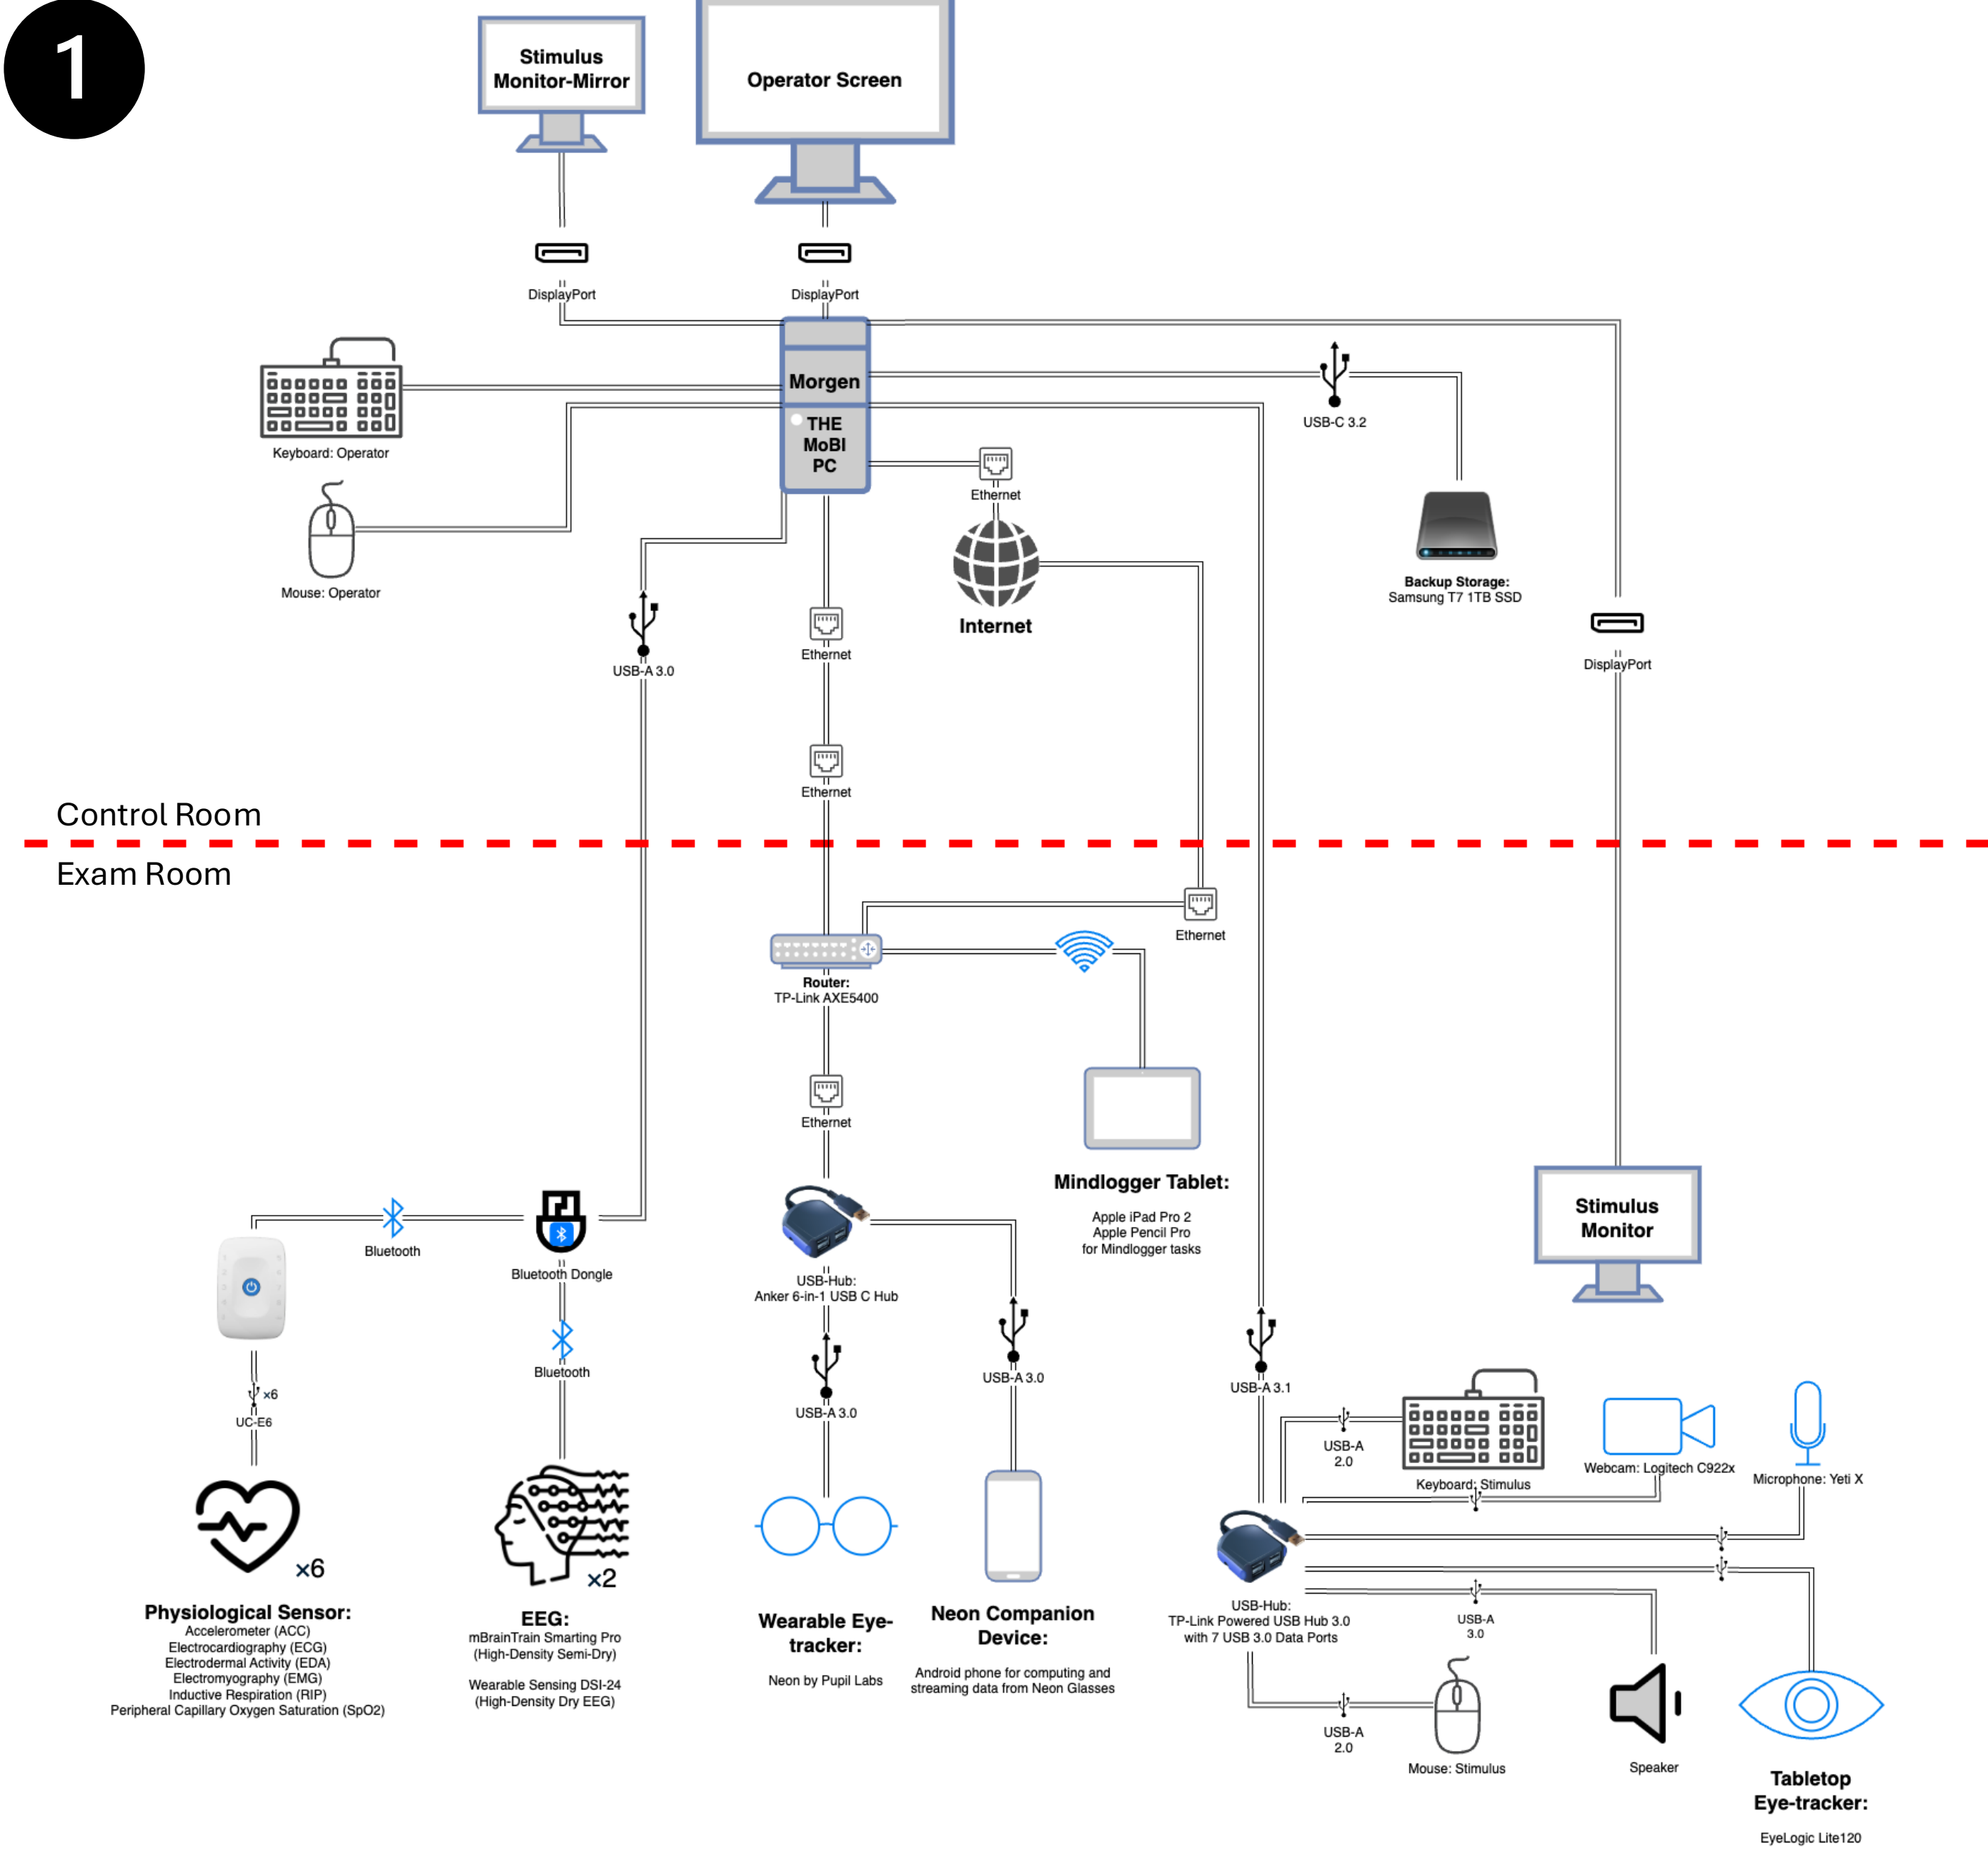 1
Stimulus
Monitor-Mirror
Operator Screen
DisplayPort
DisplayPort
Morgen
THE
MoBI
PC
Keyboard: Operator
USB-C 3.2
Ethernet
Mouse: Operator
Internet
Backup Storage:
Samsung T7 1TB SSD
USB-A 3.0
Ethernet
DisplayPort
Ethernet
Control Room
Exam Room
Ethernet
Router:
TP-Link AXE5400
Ethernet
Mindlogger Tablet:
Apple iPad Pro 2
Apple Pencil Pro
for Mindlogger tasks
Stimulus
Monitor
Bluetooth
Bluetooth Dongle
USB-Hub:
Anker 6-in-1 USB C Hub
Bluetooth
USB-A 3.0
USB-A 3.0
USB-A 3.1
×6
UC-E6
USB-A
2.0
Keyboard: Stimulus
Webcam: Logitech C922x
Microphone: Yeti X
×6
×2
Physiological Sensor:
Accelerometer (ACC)
Electrocardiography (ECG)
Electrodermal Activity (EDA)
Electromyography (EMG)
Inductive Respiration (RIP)
Peripheral Capillary Oxygen Saturation (SpO2)
EEG:
mBrainTrain Smarting Pro
(High-Density Semi-Dry)
Wearable Sensing DSI-24
(High-Density Dry EEG)
Wearable Eye-
tracker:
Neon by Pupil Labs
Neon Companion
Device:
Android phone for computing and
streaming data from Neon Glasses
USB-Hub:
TP-Link Powered USB Hub 3.0
with 7 USB 3.0 Data Ports
USB-A
3.0
USB-A
2.0
Mouse: Stimulus
Speaker
Tabletop
Eye-tracker:
EyeLogic Lite120